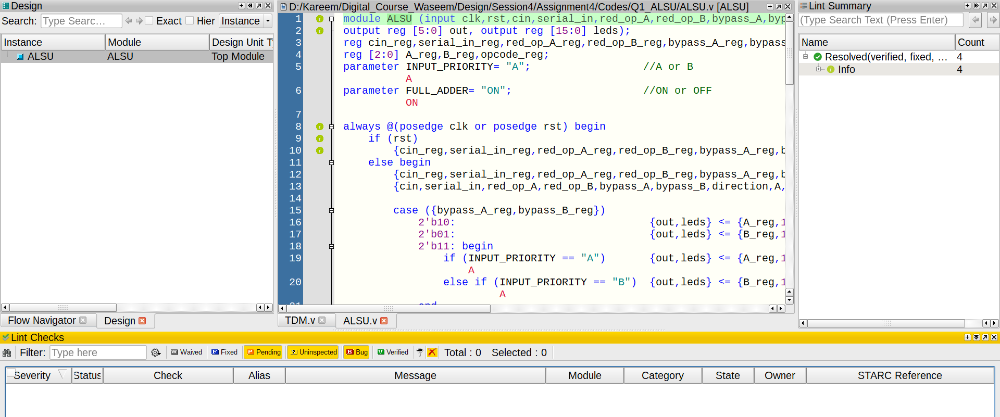 Design
Search: Type Searc… Exact Hier Instance
Instance Module Design Unit T
ALSU ALSU Top Module
Flow Navigator Design
D:/Kareem/Digital_Course_Waseem/Design/Session4/Assignment4/Codes/Q1_ALSU/ALSU.v [ALSU]
1 module ALSU (input clk,rst,cin,serial_in,red_op_A,red_op_B,bypass_A,byp
2 output reg [5:0] out, output reg [15:0] leds);
3 reg cin_reg,serial_in_reg,red_op_A_reg,red_op_B_reg,bypass_A_reg,bypass
4 reg [2:0] A_reg,B_reg,opcode_reg;
5 parameter INPUT_PRIORITY= "A"; //A or B
A
6 parameter FULL_ADDER= "ON"; //ON or OFF
ON
7
8 always @(posedge clk or posedge rst) begin
9 if (rst)
10 {cin_reg,serial_in_reg,red_op_A_reg,red_op_B_reg,bypass_A_reg,b
11 else begin
12 {cin_reg,serial_in_reg,red_op_A_reg,red_op_B_reg,bypass_A_reg,b
13 {cin,serial_in,red_op_A,red_op_B,bypass_A,bypass_B,direction,A,
14
15 case ({bypass_A_reg,bypass_B_reg})
16 2'b10: {out,leds} <= {A_reg,1
17 2'b01: {out,leds} <= {B_reg,1
18 2'b11: begin
19 if (INPUT_PRIORITY == "A") {out,leds} <= {A_reg,1
A
20 else if (INPUT_PRIORITY == "B") {out,leds} <= {B_reg,1
A
21 end
TDM.v ALSU.v
Lint Summary
(Type Search Text (Press Enter)
Name Count
Resolved(verified, fixed, ... 4
Info 4
Lint Checks
Filter: Type here W Waived F Fixed P Pending ? Uninspected B Bug V Verified Total : 0 Selected : 0
Severity Status Check Alias Message Module Category State Owner STARC Reference